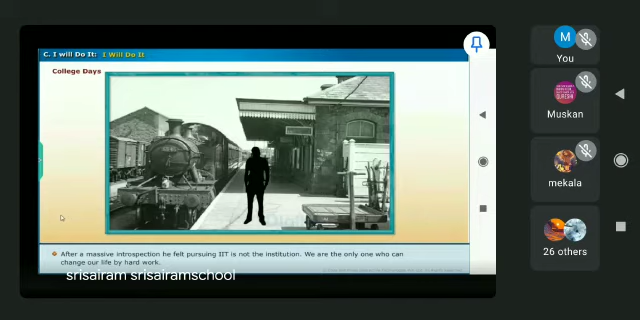 C. I will Do It: I Will Do It
College Days
After a massive introspection he felt pursuing IIT is not the institution. We are the only one who can
change our life by hard work.
srisairam srisairamschool
M
You
Muskan
mekala
26 others